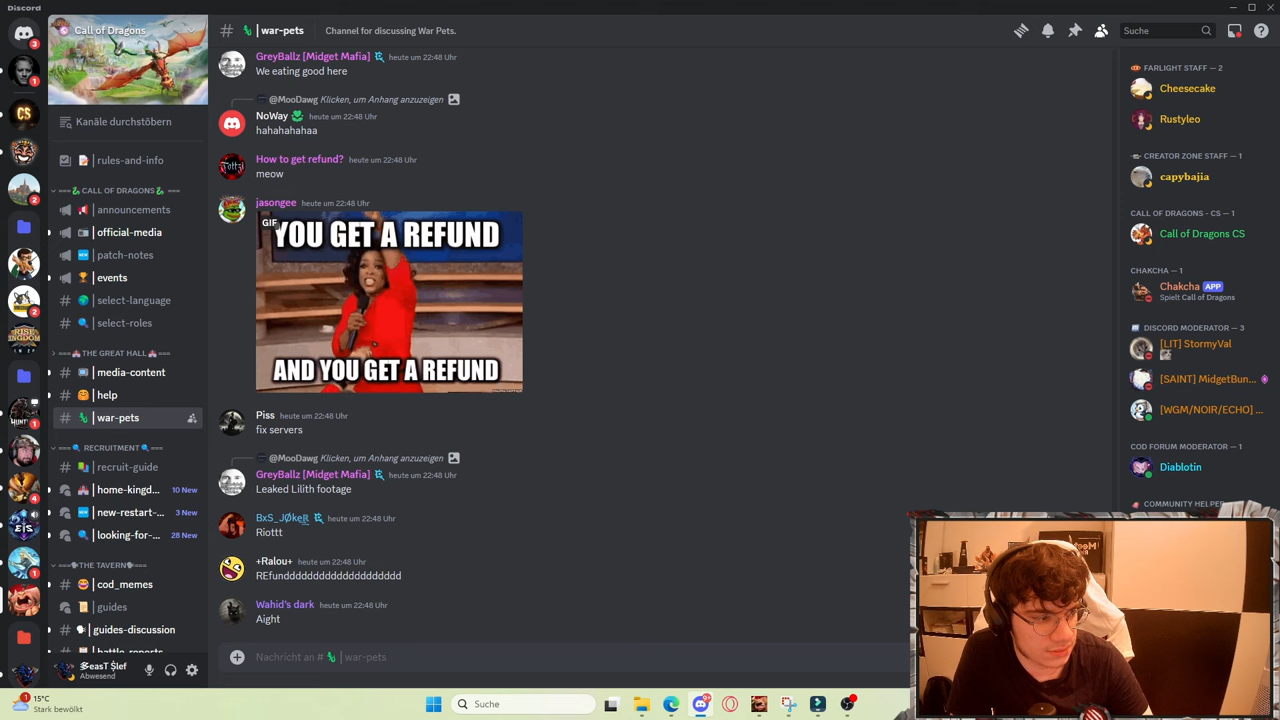 Discord
Call of Dragons
Kanäle durchstöbern
rules-and-info
===CALL OF DRAGONS ===
announcements
official-media
patch-notes
events
select-language
select-roles
===THE GREAT HALL===
media-content
help
war-pets
===RECRUITMENT===
recruit-guide
home-kingd... 10 New
new-restart-... 3 New
looking-for-... 28 New
===THE TAVERN===
cod_memes
guides
guides-discussion
BeasT Slef
Abwesend
# | war-pets Channel for discussing War Pets.
Suche
GreyBallz [Midget Mafia] heute um 22:48 Uhr
We eating good here
@MooDawg Klicken, um Anhang anzuzeigen
NoWay heute um 22:48 Uhr
hahahahahaa
How to get refund? heute um 22:48 Uhr
meow
jasongee heute um 22:48 Uhr
GIF
YOU GET A REFUND
AND YOU GET A REFUND
Piss heute um 22:48 Uhr
fix servers
@MooDawg Klicken, um Anhang anzuzeigen
GreyBallz [Midget Mafia] heute um 22:48 Uhr
Leaked Lilith footage
BxS_JØkeR heute um 22:48 Uhr
Riottt
+Ralou+ heute um 22:48 Uhr
REfundddddddddddddddddddd
Wahid's dark heute um 22:48 Uhr
Aight
Nachricht an # | war-pets
FARLIGHT STAFF — 2
Cheesecake
Rustyleo
CREATOR ZONE STAFF — 1
capybajia
CALL OF DRAGONS - CS — 1
Call of Dragons CS
CHAKCHA — 1
Chakcha APP
Spielt Call of Dragons
DISCORD MODERATOR — 3
[LIT] StormyVal
[SAINT] MidgetBun...
[WGM/NOIR/ECHO] ...
COD FORUM MODERATOR — 1
Diablotin
COMMUNITY HELPER
15°C
Stark bewölkt
Suche